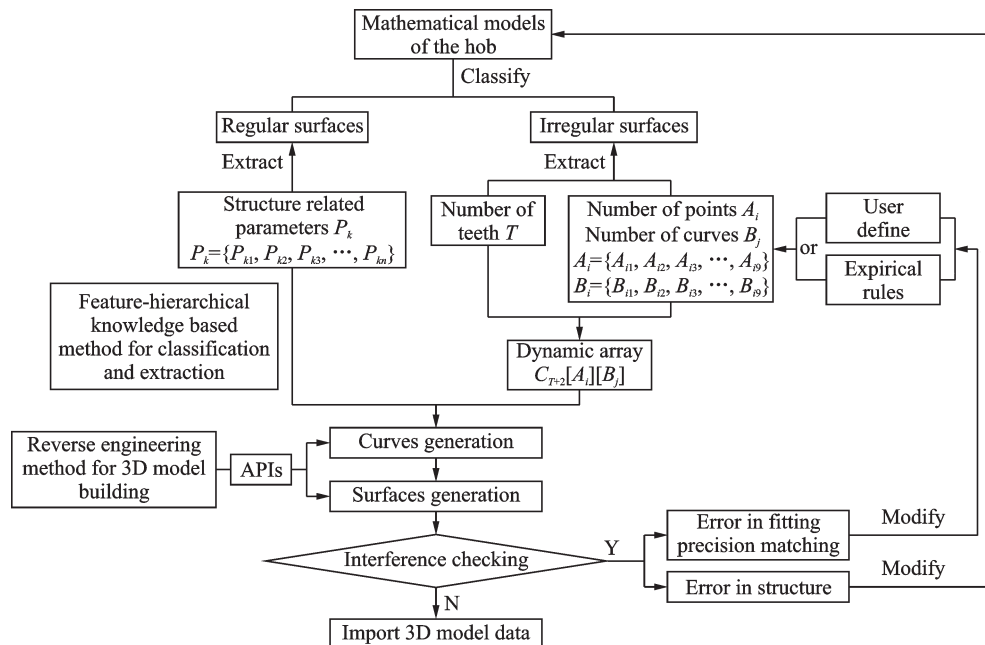 Mathematical models
of the hob
Classify
Regular surfaces
Irregular surfaces
Extract
Extract
Structure related
parameters Pk
Pk={Pk1, Pk2, Pk3, ⋯, Pkn}
Number of
teeth T
Number of points Ai
Number of curves Bj
Ai={Ai1, Ai2, Ai3, ⋯, Ai9}
Bi={Bi1, Bi2, Bi3, ⋯, Bi9}
or
User
define
Expirical
rules
Feature-hierarchical
knowledge based
method for classification
and extraction
Dynamic array
CT+2[Ai][Bj]
Reverse engineering
method for 3D model
building
APIs
Curves generation
Surfaces generation
Interference checking
Y
N
Error in fitting
precision matching
Modify
Error in structure
Modify
Import 3D model data